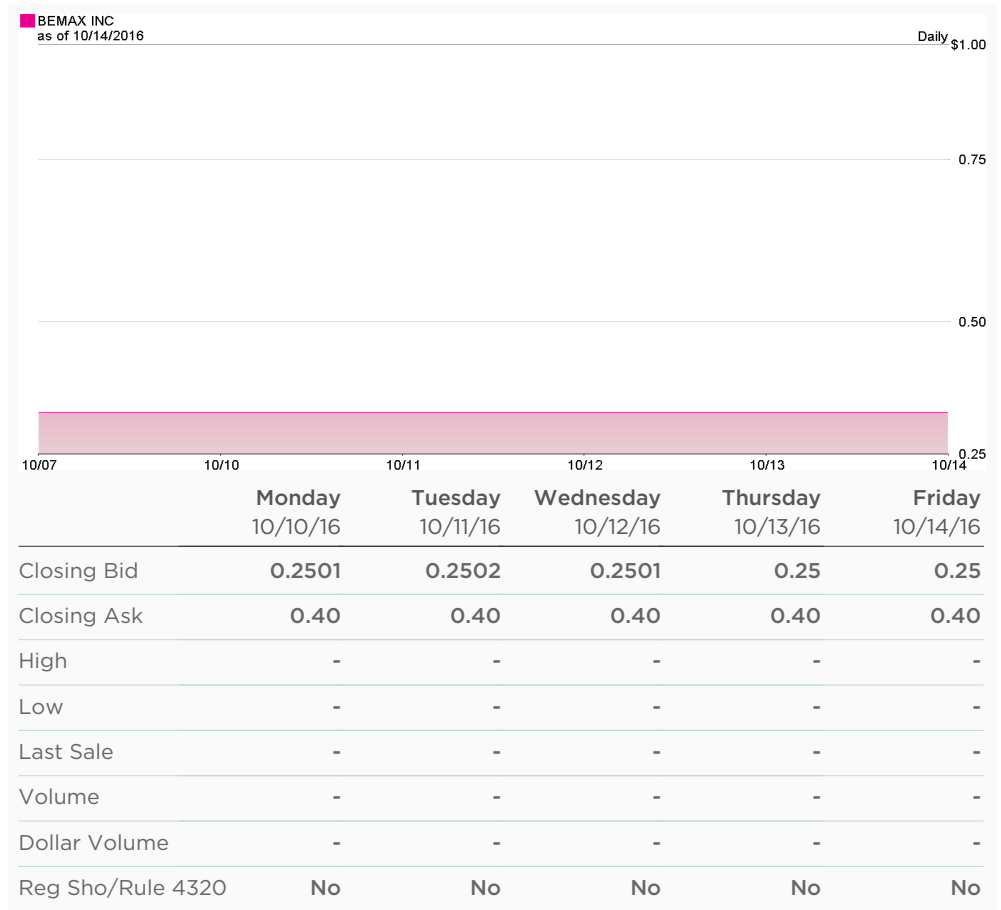 BEMAX INC
as of 10/14/2016
Daily
$1.00
0.75
0.50
0.25
10/07 10/10 10/11 10/12 10/13 10/14
Monday Tuesday Wednesday Thursday Friday
10/10/16 10/11/16 10/12/16 10/13/16 10/14/16
Closing Bid 0.2501 0.2502 0.2501 0.25 0.25
Closing Ask 0.40 0.40 0.40 0.40 0.40
High - - - - -
Low - - - - -
Last Sale - - - - -
Volume - - - - -
Dollar Volume - - - - -
Reg Sho/Rule 4320 No No No No No